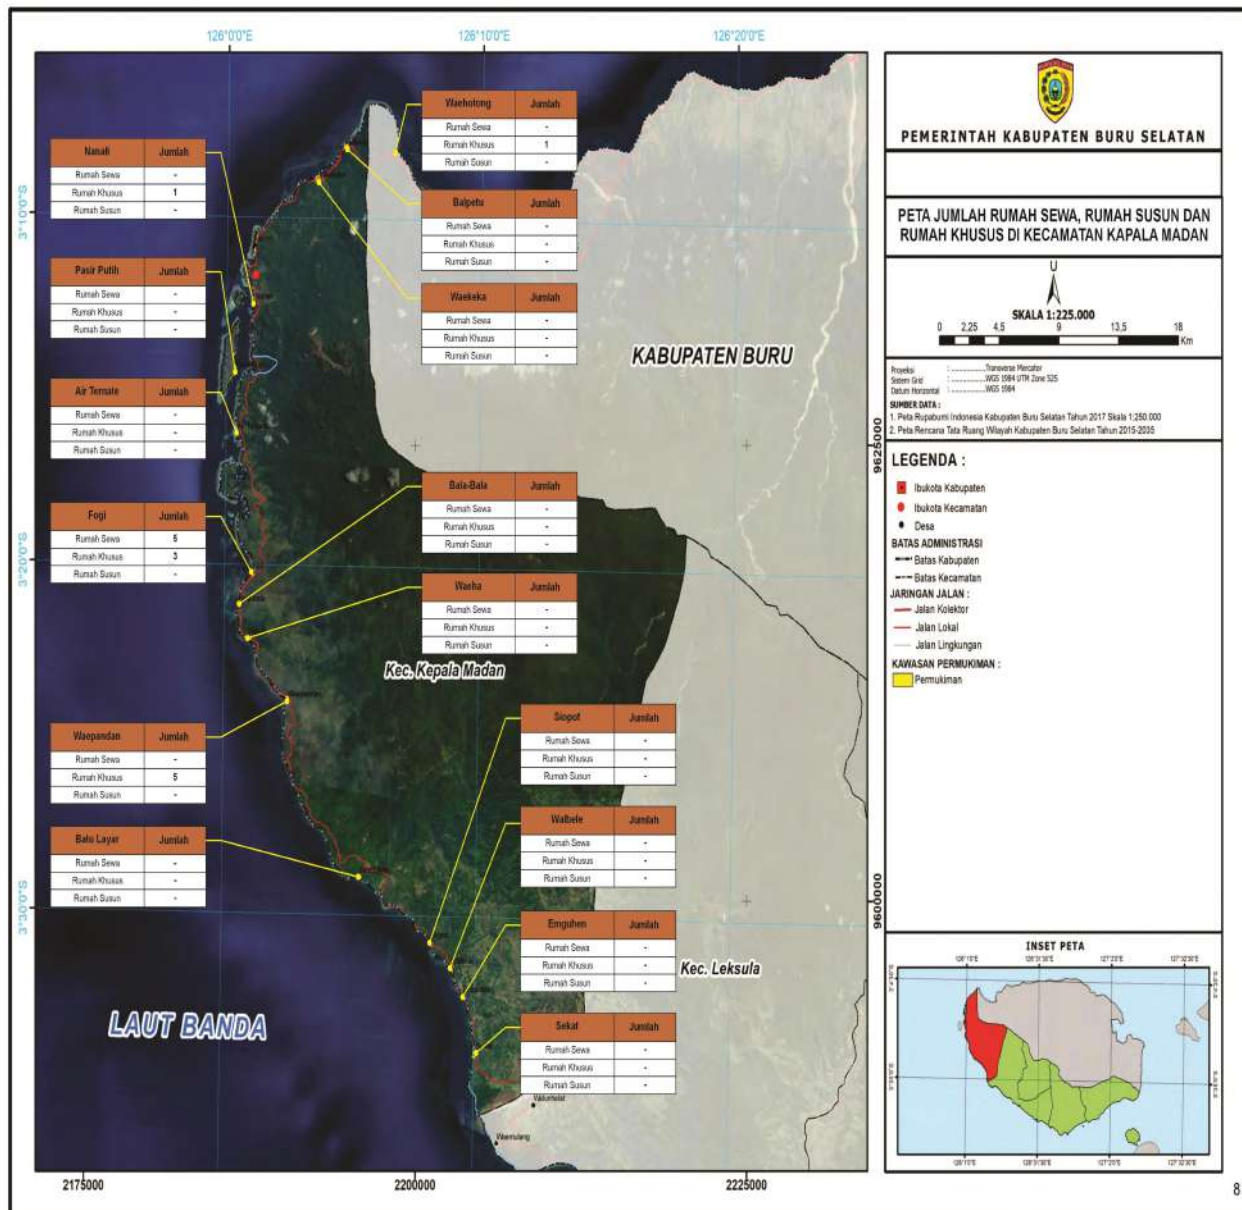 126°0'0"E
126°10'0"E
126°20'0"E
3°10'0"S
3°20'0"S
3°30'0"S
9625000
9600000
2175000
2200000
2225000
Waeholong Jumlah
Rumah Sewa -
Rumah Khusus 1
Rumah Susun -
Nanali Jumlah
Rumah Sewa -
Rumah Khusus 1
Rumah Susun -
Balpetu Jumlah
Rumah Sewa -
Rumah Khusus -
Rumah Susun -
Pasir Putih Jumlah
Rumah Sewa -
Rumah Khusus -
Rumah Susun -
Waekeka Jumlah
Rumah Sewa -
Rumah Khusus -
Rumah Susun -
KABUPATEN BURU
Air Ternate Jumlah
Rumah Sewa -
Rumah Khusus -
Rumah Susun -
Bala-Bala Jumlah
Rumah Sewa -
Rumah Khusus -
Rumah Susun -
Fogi Jumlah
Rumah Sewa 5
Rumah Khusus 3
Rumah Susun -
Waeha Jumlah
Rumah Sewa -
Rumah Khusus -
Rumah Susun -
Kec. Kepala Madan
Siopot Jumlah
Rumah Sewa -
Rumah Khusus -
Rumah Susun -
Waepandan Jumlah
Rumah Sewa -
Rumah Khusus 5
Rumah Susun -
Walbele Jumlah
Rumah Sewa -
Rumah Khusus -
Rumah Susun -
Batu Layar Jumlah
Rumah Sewa -
Rumah Khusus -
Rumah Susun -
Emguhen Jumlah
Rumah Sewa -
Rumah Khusus -
Rumah Susun -
Kec. Leksula
LAUT BANDA
Sekat Jumlah
Rumah Sewa -
Rumah Khusus -
Rumah Susun -
Waemulang
PEMERINTAH KABUPATEN BURU SELATAN
PETA JUMLAH RUMAH SEWA, RUMAH SUSUN DAN
RUMAH KHUSUS DI KECAMATAN KAPALA MADAN
U
SKALA 1:225.000
0 2,25 4,5 9 13,5 18
Km
Proyeksi : Transverse Mercator
Sistem Grid : WGS 1984 UTM Zone 52S
Datum Horizontal : WGS 1984
SUMBER DATA :
1. Peta Rupabumi Indonesia Kabupaten Buru Selatan Tahun 2017 Skala 1:250.000
2. Peta Rencana Tata Ruang Wilayah Kabupaten Buru Selatan Tahun 2015-2035
LEGENDA :
Ibukota Kabupaten
Ibukota Kecamatan
Desa
BATAS ADMINISTRASI
Batas Kabupaten
Batas Kecamatan
JARINGAN JALAN :
Jalan Kolektor
Jalan Lokal
Jalan Lingkungan
KAWASAN PERMUKIMAN :
Permukiman
INSET PETA
8